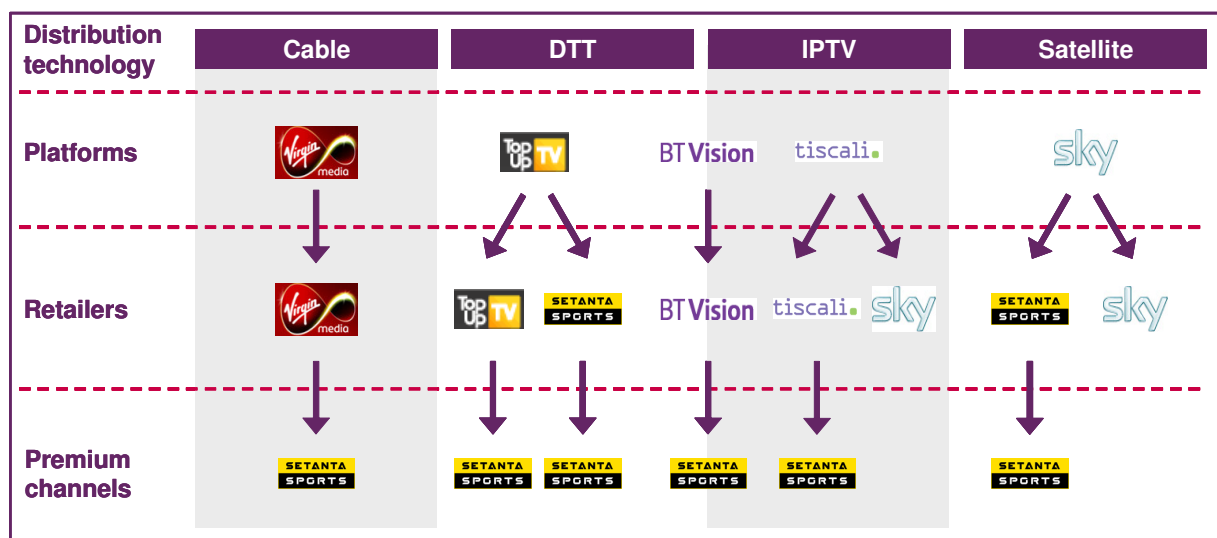 Distribution
technology
Cable
DTT
IPTV
Satellite
Platforms
Virgin
media
Top
Up TV
BT Vision
tiscali.
sky
Retailers
Virgin
media
Top
Up TV
SETANTA
SPORTS
BT Vision
tiscali.
sky
SETANTA
SPORTS
sky
Premium
channels
SETANTA
SPORTS
SETANTA
SPORTS
SETANTA
SPORTS
SETANTA
SPORTS
SETANTA
SPORTS
SETANTA
SPORTS